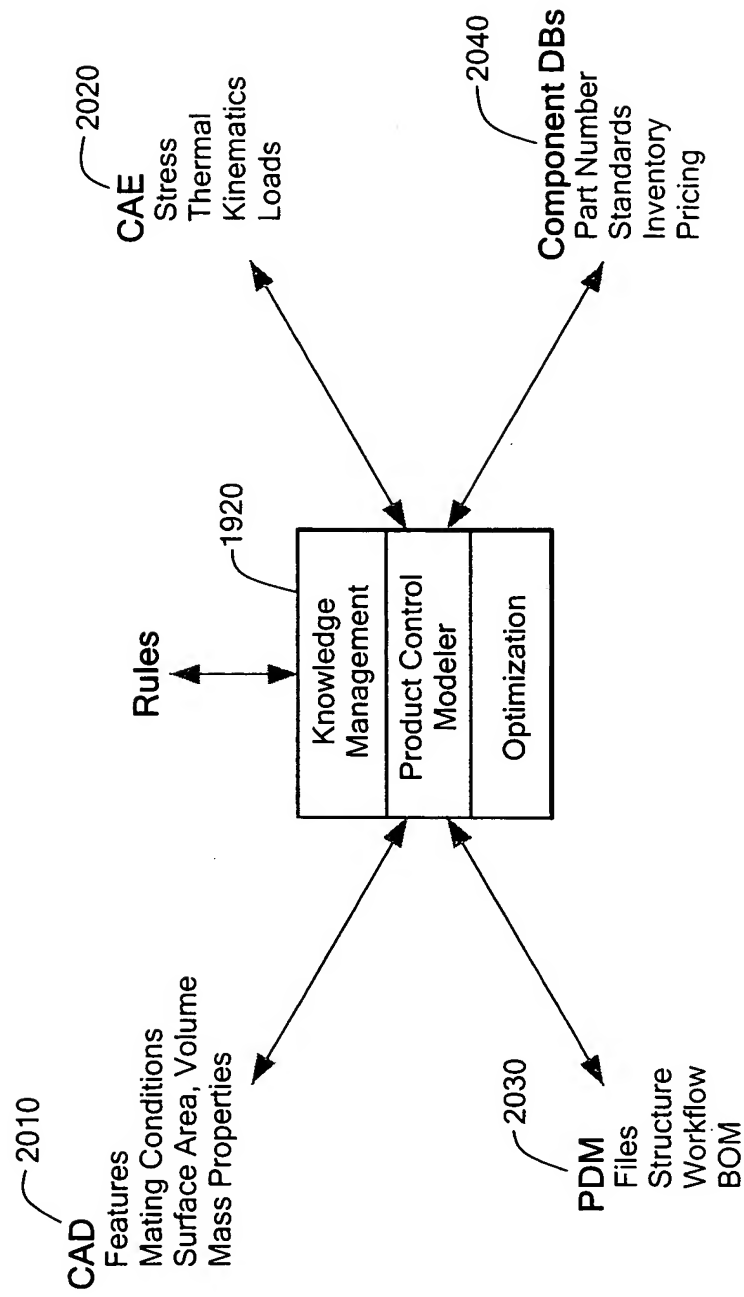 2010
CAD
Features
Mating Conditions
Surface Area, Volume
Mass Properties
Rules
2020
CAE
Stress
Thermal
Kinematics
Loads
1920
Knowledge
Management
Product Control
Modeler
Optimization
2030
PDM
Files
Structure
Workflow
BOM
2040
Component DBs
Part Number
Standards
Inventory
Pricing